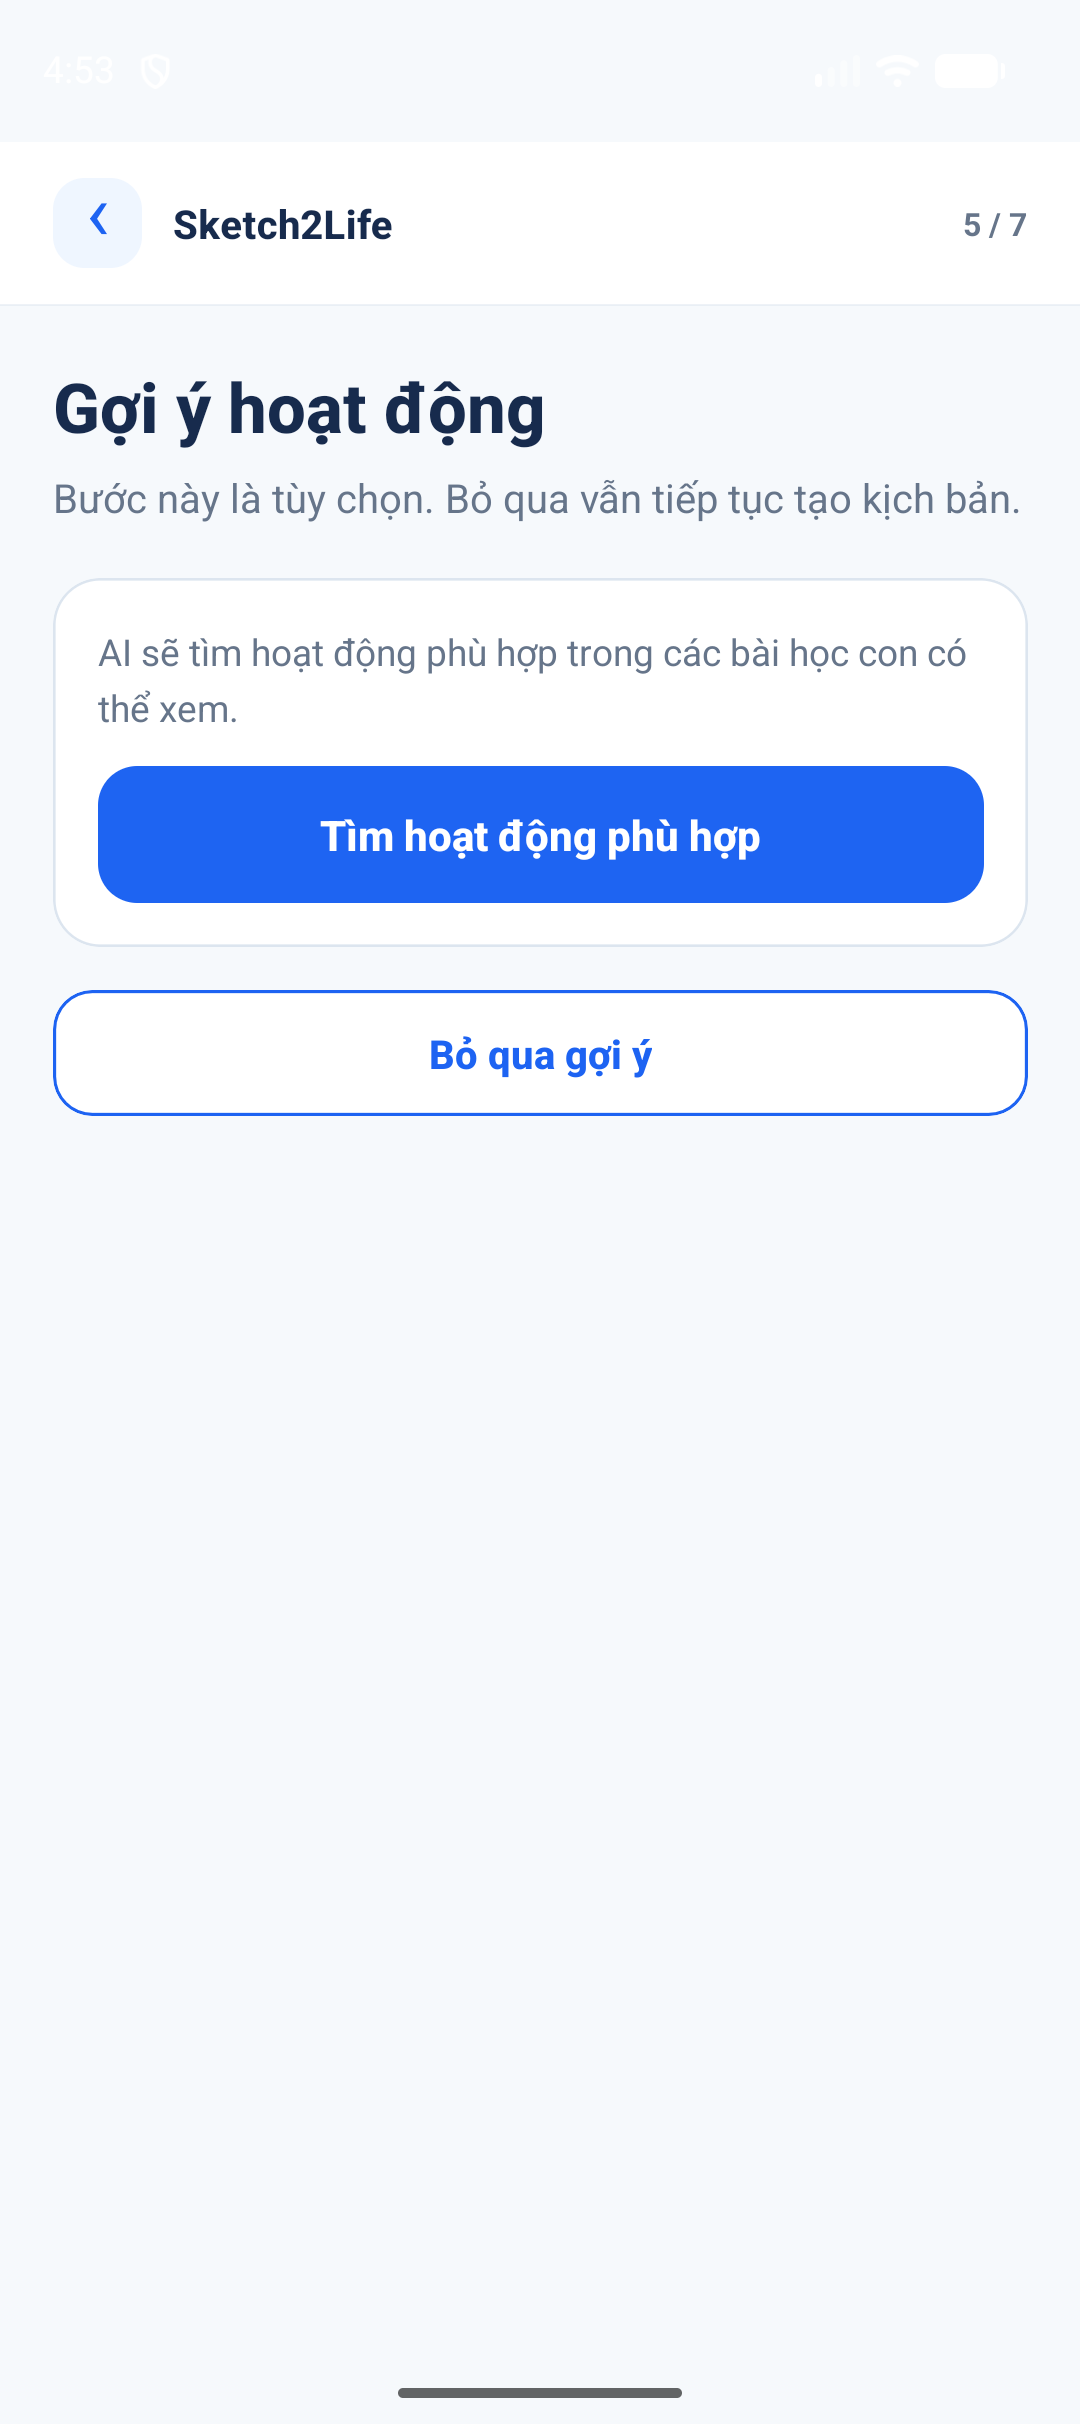 4:53
Sketch2Life
5 / 7
Gợi ý hoạt động
Bước này là tùy chọn. Bỏ qua vẫn tiếp tục tạo kịch bản.
AI sẽ tìm hoạt động phù hợp trong các bài học con có
thể xem.
Tìm hoạt động phù hợp
Bỏ qua gợi ý